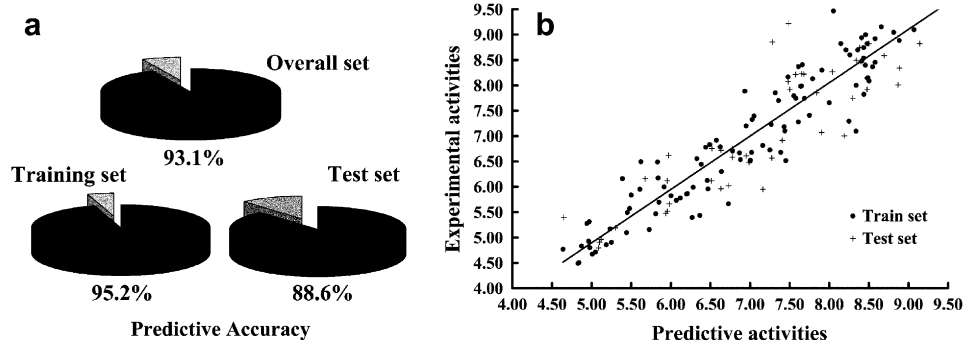 a
Overall set
93.1%
Training set
Test set
95.2%
88.6%
Predictive Accuracy
b
Experimental activities
9.50
9.00
8.50
8.00
7.50
7.00
6.50
6.00
5.50
5.00
4.50
4.00
Train set
Test set
4.00 4.50 5.00 5.50 6.00 6.50 7.00 7.50 8.00 8.50 9.00 9.50
Predictive activities